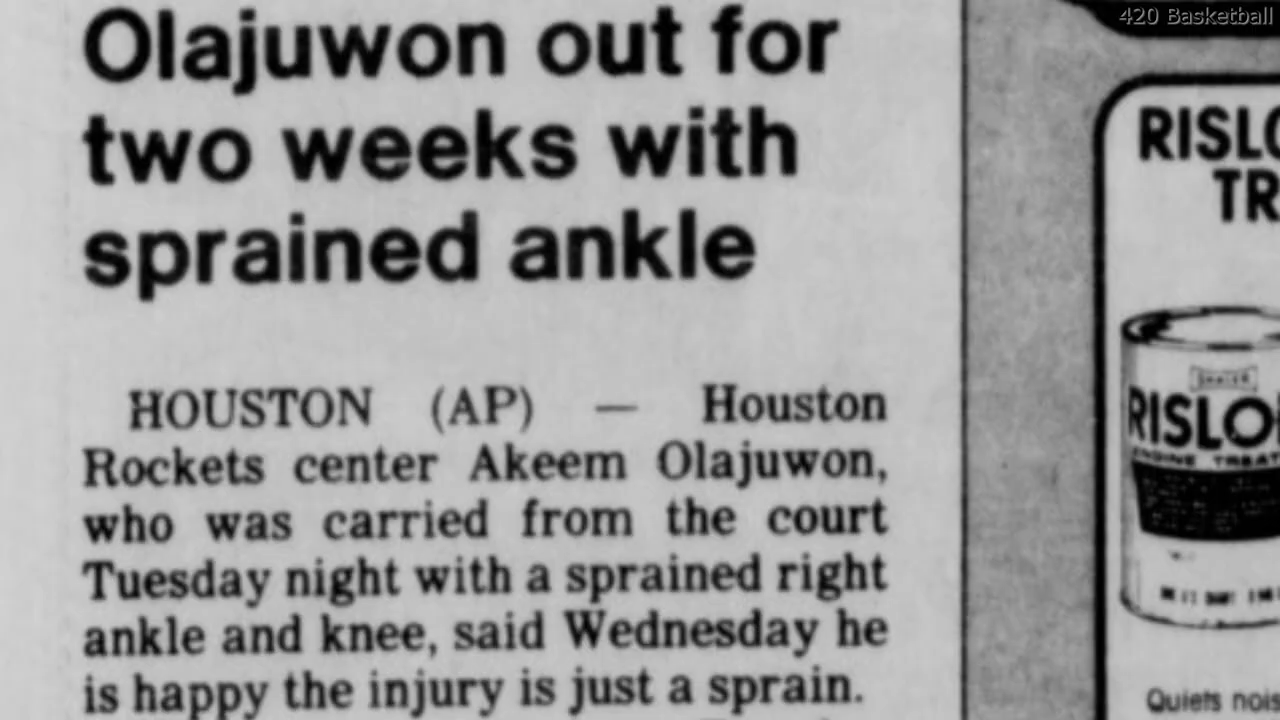 420 Basketball
Olajuwon out for
two weeks with
sprained ankle
HOUSTON (AP) — Houston
Rockets center Akeem Olajuwon,
who was carried from the court
Tuesday night with a sprained right
ankle and knee, said Wednesday he
is happy the injury is just a sprain.
RISLO
TR
RISLO
ENGINE TREAT
Quiets nois